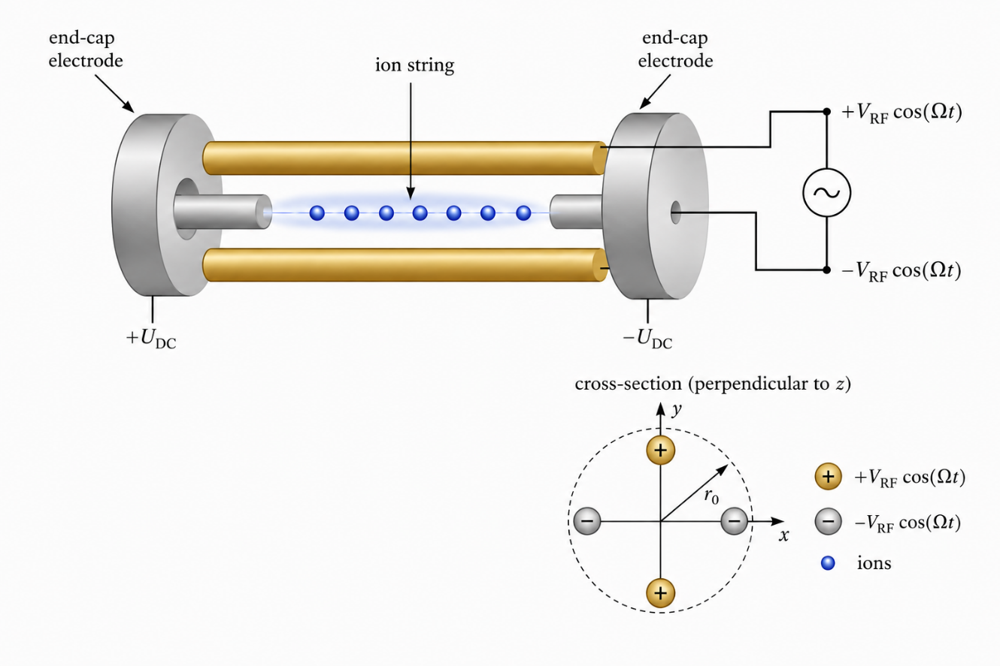 end-cap
electrode
ion string
end-cap
electrode
+V_RF cos(Ωt)
−V_RF cos(Ωt)
+U_DC
−U_DC
cross-section (perpendicular to z)
y
+
r_0
−
−
x
+
+ +V_RF cos(Ωt)
− −V_RF cos(Ωt)
ions